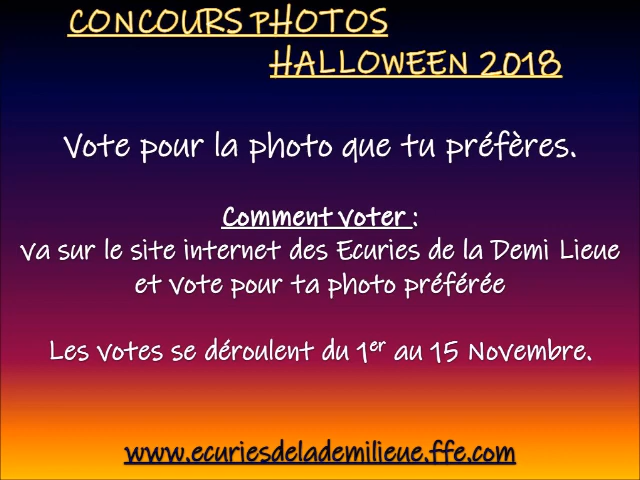 CONCOURS PHOTOS
HALLOWEEN 2018
Vote pour la photo que tu préfères.
Comment voter :
va sur le site internet des Ecuries de la Demi Lieue
et vote pour ta photo préférée
Les votes se déroulent du 1er au 15 Novembre.
www.ecuriesdelademilieue.ffe.com